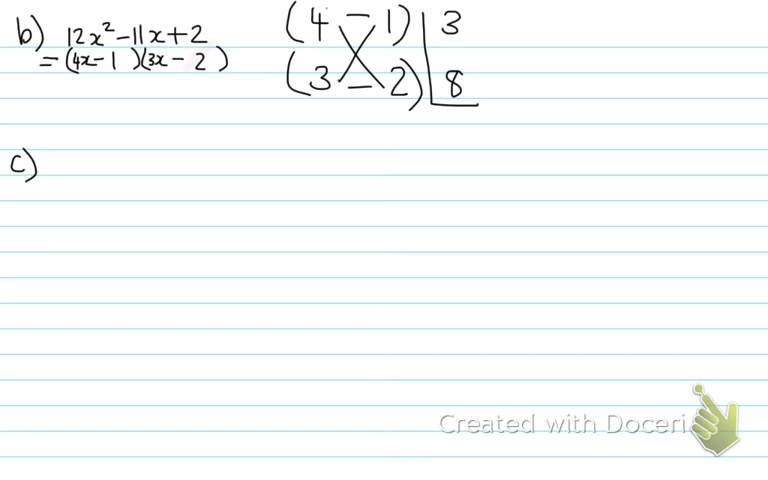 b) 12x² - 11x + 2
= (4x - 1 )(3x - 2 )
(4 - 1) 3
(3 - 2) 8
c)
Created with Doceri